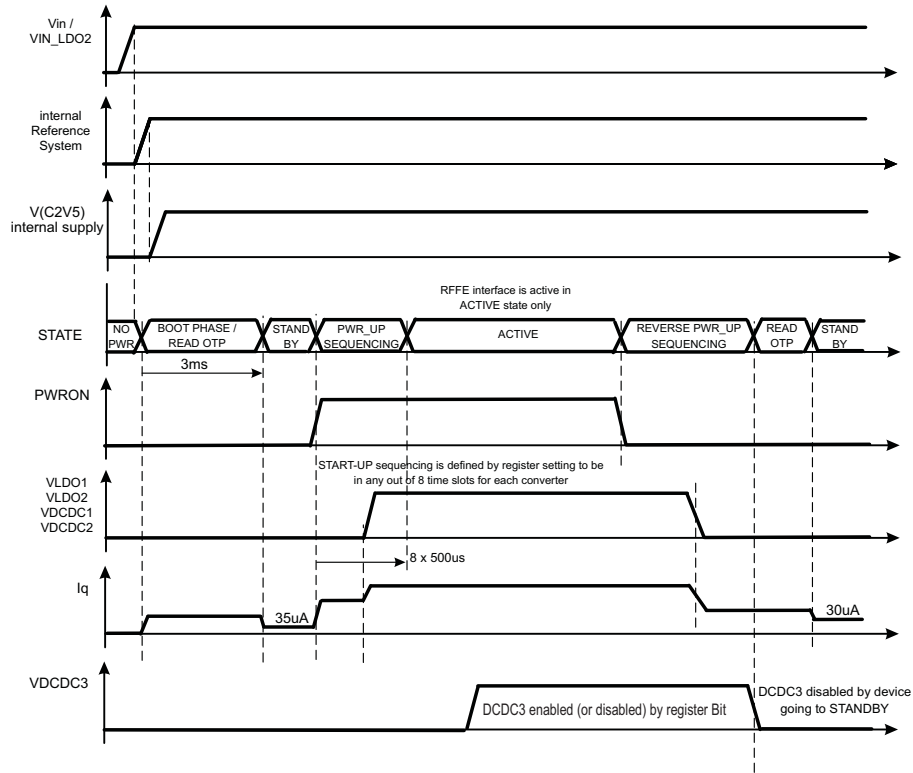 Vin /
VIN_LDO2
internal
Reference
System
V(C2V5)
internal supply
RFFE interface is active in
ACTIVE state only
STATE
NO
PWR
BOOT PHASE /
READ OTP
STAND
BY
PWR_UP
SEQUENCING
ACTIVE
REVERSE PWR_UP
SEQUENCING
READ
OTP
STAND
BY
3ms
PWRON
START-UP sequencing is defined by register setting to be
in any out of 8 time slots for each converter
VLDO1
VLDO2
VDCDC1
VDCDC2
8 x 500us
Iq
35uA
30uA
VDCDC3
DCDC3 enabled (or disabled) by register Bit
DCDC3 disabled by device
going to STANDBY